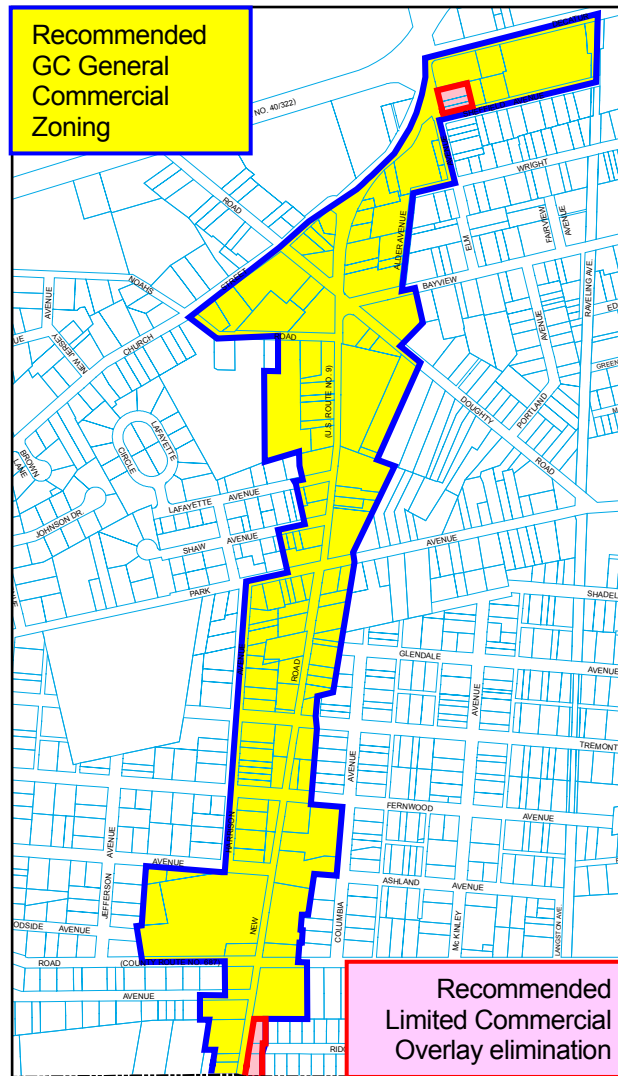 Recommended
GC General
Commercial
Zoning
NO. 40/322)
WRIGHT
ROAD
ELM
FAIRVIEW
AVENUE
ALDER AVENUE
BAYVIEW
RAVELING AVE.
STREET
NOAHS
AVENUE
NEW JERSEY
CHURCH
ROAD
(U.S. ROUTE NO. 9)
AVENUE
DOUGHTY
PORTLAND
ROAD
BROWN
LANE
CIRCLE
LAFAYETTE
LAFAYETTE AVENUE
JOHNSON DR.
SHAW AVENUE
AVENUE
PARK
SHADEL
GLENDALE
AVENUE
ROAD
AVENUE
TREMONT
AVENUE
FERNWOOD
AVENUE
AVENUE
AVENUE
JEFFERSON
ASHLAND
AVENUE
AVENUE
NEW
COLUMBIA
Mc KINLEY
LANGSTON AVE
ROAD
AVENUE
Recommended
Limited Commercial
Overlay elimination